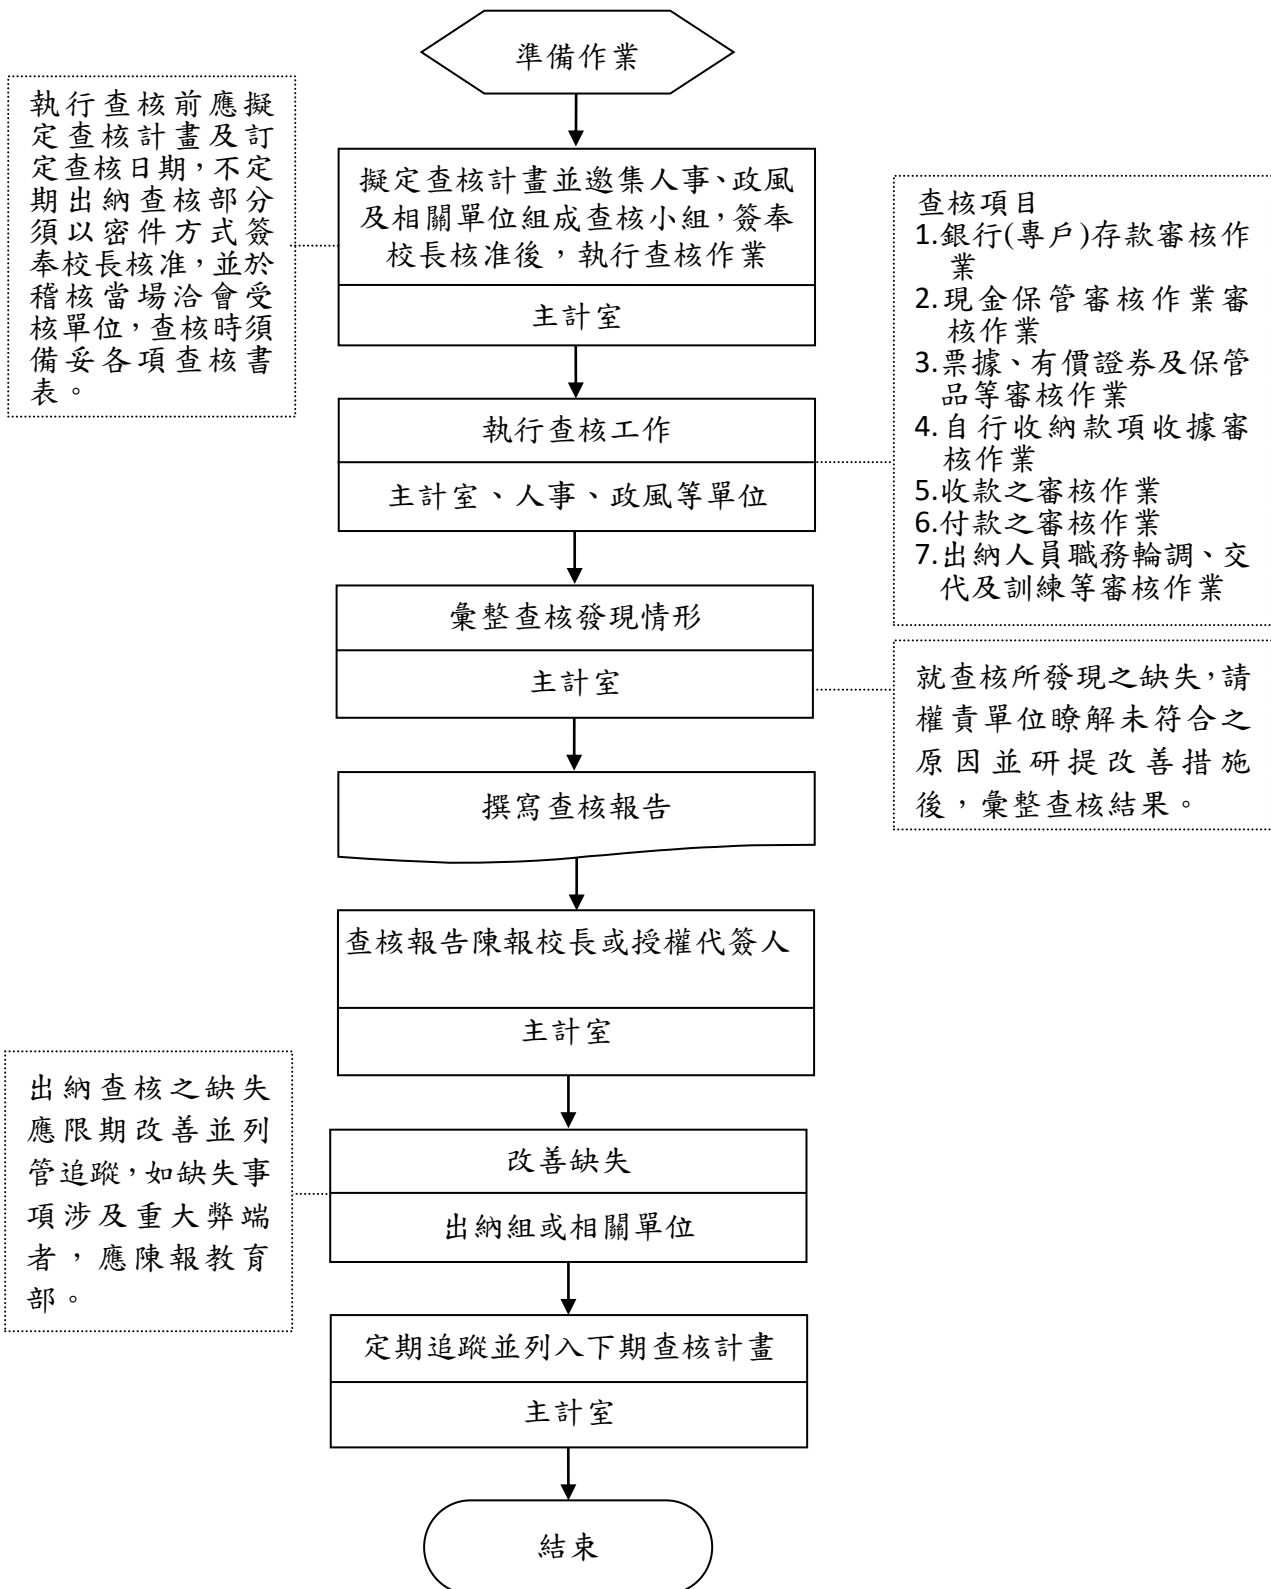 準備作業
執行查核前應擬
定查核計畫及訂
定查核日期，不定
期出納查核部分
須以密件方式簽
奉校長核准，並於
稽核當場洽會受
核單位，查核時須
備妥各項查核書
表。
擬定查核計畫並邀集人事、政風
及相關單位組成查核小組，簽奉
校長核准後，執行查核作業
主計室
查核項目
1.銀行(專戶)存款審核作
業
2.現金保管審核作業審
核作業
3.票據、有價證券及保管
品等審核作業
4.自行收納款項收據審
核作業
5.收款之審核作業
6.付款之審核作業
7.出納人員職務輪調、交
代及訓練等審核作業
執行查核工作
主計室、人事、政風等單位
彙整查核發現情形
主計室
就查核所發現之缺失，請
權責單位瞭解未符合之
原因並研提改善措施
後，彙整查核結果。
撰寫查核報告
查核報告陳報校長或授權代簽人
主計室
出納查核之缺失
應限期改善並列
管追蹤，如缺失事
項涉及重大弊端
者，應陳報教育
部。
改善缺失
出納組或相關單位
定期追蹤並列入下期查核計畫
主計室
結束